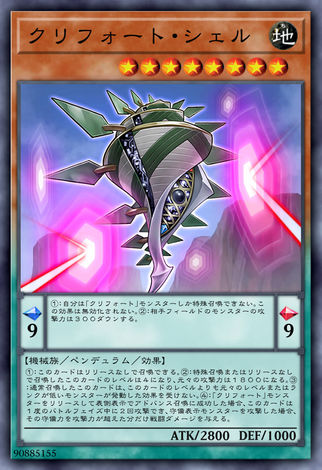 クリフォート・シェル
地
①:自分は「クリフォート」モンスターしか特殊召喚できない。こ
の効果は無効化されない。②:相手フィールドのモンスターの攻
撃力は300ダウンする。
9
9
【機械族/ペンデュラム/効果】
①:このカードはリリースなしで召喚できる。②:特殊召喚またはリリースなし
で召喚したこのカードのレベルは4になり、元々の攻撃力は1800になる。③
:通常召喚したこのカードは、このカードのレベルよりも元々のレベルまたはラ
ンクが低いモンスターが発動した効果を受けない。④:「クリフォート」モンス
ターをリリースして表側表示でアドバンス召喚に成功した場合、このカードは
1度のバトルフェイズ中に2回攻撃でき、守備表示モンスターを攻撃した場合、
その守備力を攻撃力が超えた分だけ戦闘ダメージを与える。
ATK/2800 DEF/1000
90885155